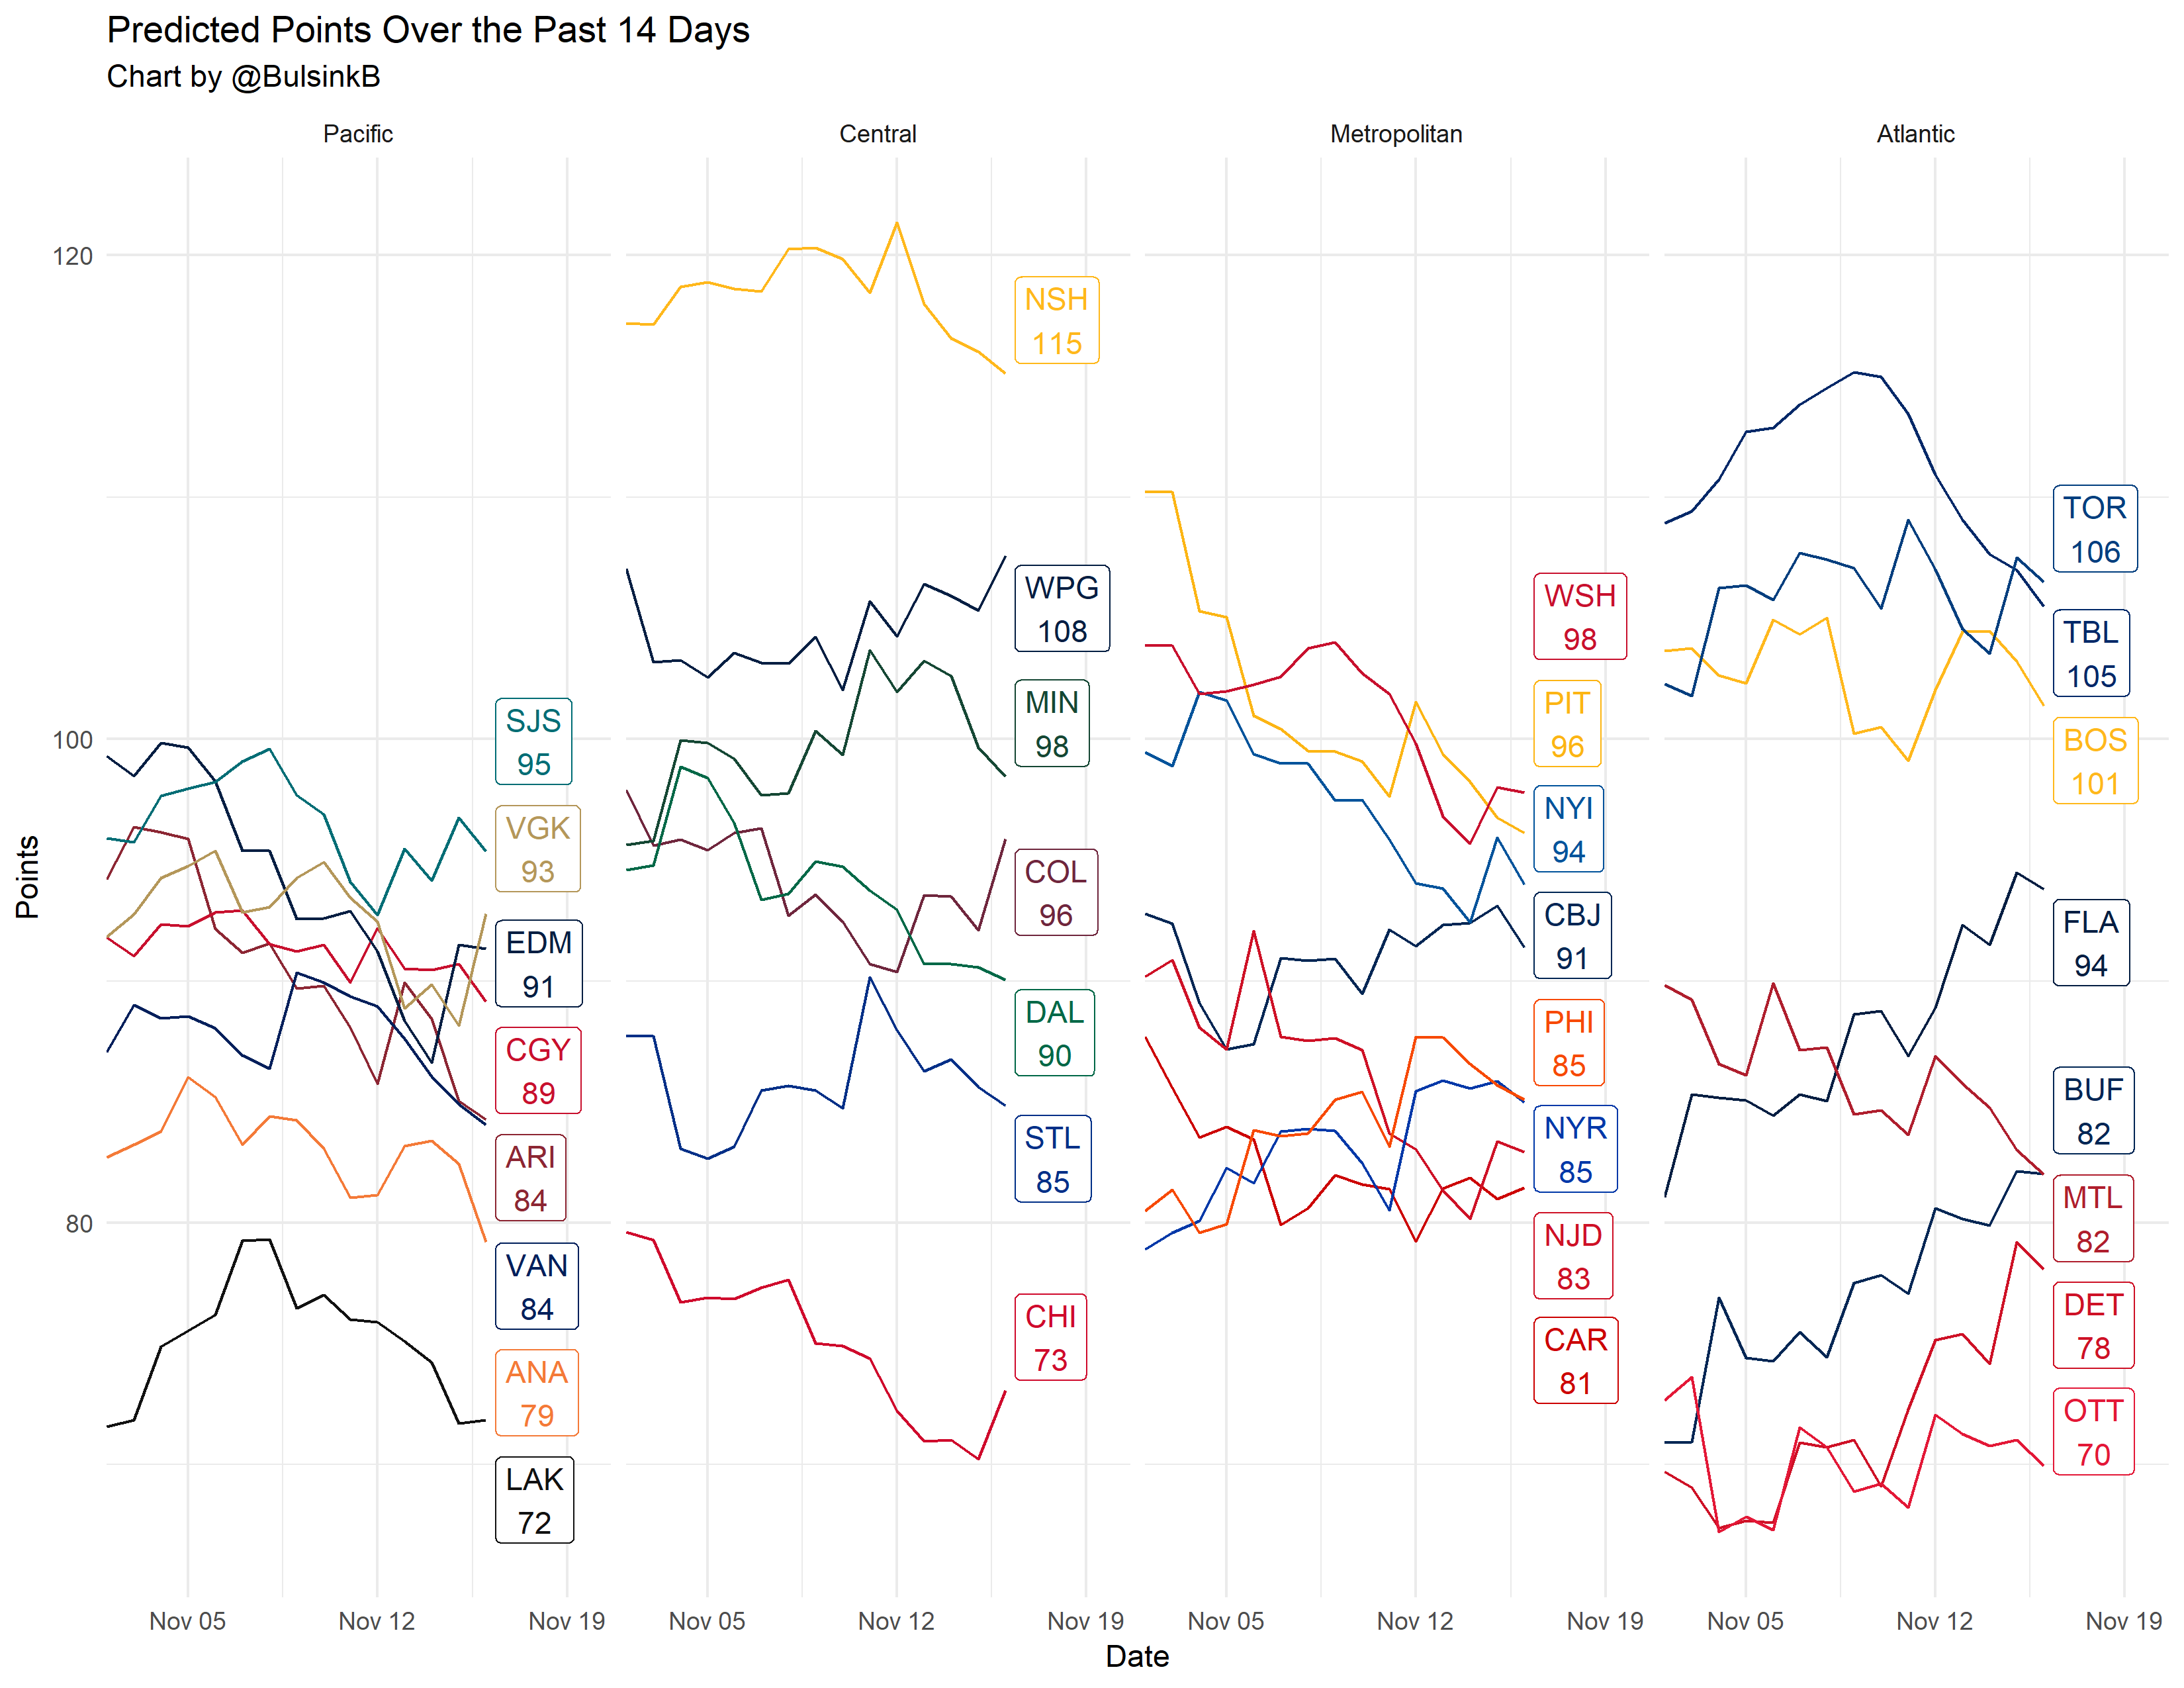 Predicted Points Over the Past 14 Days
Chart by @BulsinkB
Pacific
Central
Metropolitan
Atlantic
Points
120
100
80
SJS
95
VGK
93
EDM
91
CGY
89
ARI
84
VAN
84
ANA
79
LAK
72
NSH
115
WPG
108
MIN
98
COL
96
DAL
90
STL
85
CHI
73
WSH
98
PIT
96
NYI
94
CBJ
91
PHI
85
NYR
85
NJD
83
CAR
81
TOR
106
TBL
105
BOS
101
FLA
94
BUF
82
MTL
82
DET
78
OTT
70
Nov 05 Nov 12 Nov 19
Nov 05 Nov 12 Nov 19
Nov 05 Nov 12 Nov 19
Nov 05 Nov 12 Nov 19
Date